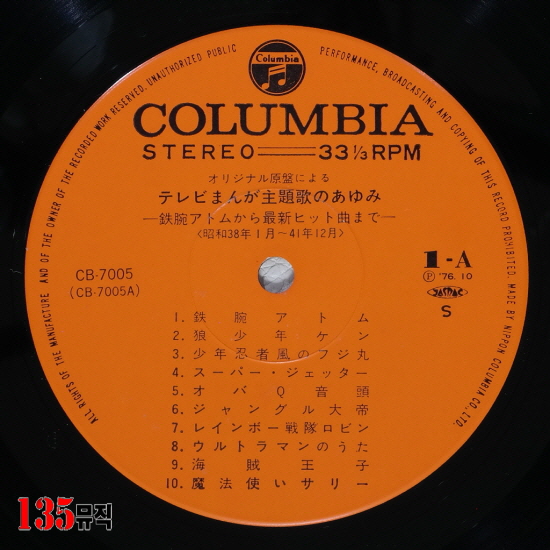 Columbia
COLUMBIA
STEREO 33 1/3 RPM
オリジナル原盤による
テレビまんが主題歌のあゆみ
―鉄腕アトムから最新ヒット曲まで―
〈昭和38年1月〜41年12月〉
CB-7005
(CB-7005A)
1-A
Ⓟ '76.10
JASRAC
S
1. 鉄腕アトム
2. 狼少年ケン
3. 少年忍者風のフジ丸
4. スーパー・ジェッター
5. オバQ音頭
6. ジャングル大帝
7. レインボー戦隊ロビン
8. ウルトラマンのうた
9. 海賊王子
10. 魔法使いサリー
ALL RIGHTS OF THE MANUFACTURE AND OF THE OWNER OF THE RECORDED WORK RESERVED. UNAUTHORIZED PUBLIC PERFORMANCE, BROADCASTING AND COPYING OF THIS RECORD PROHIBITED. MADE BY NIPPON COLUMBIA CO., LTD.
135뮤직